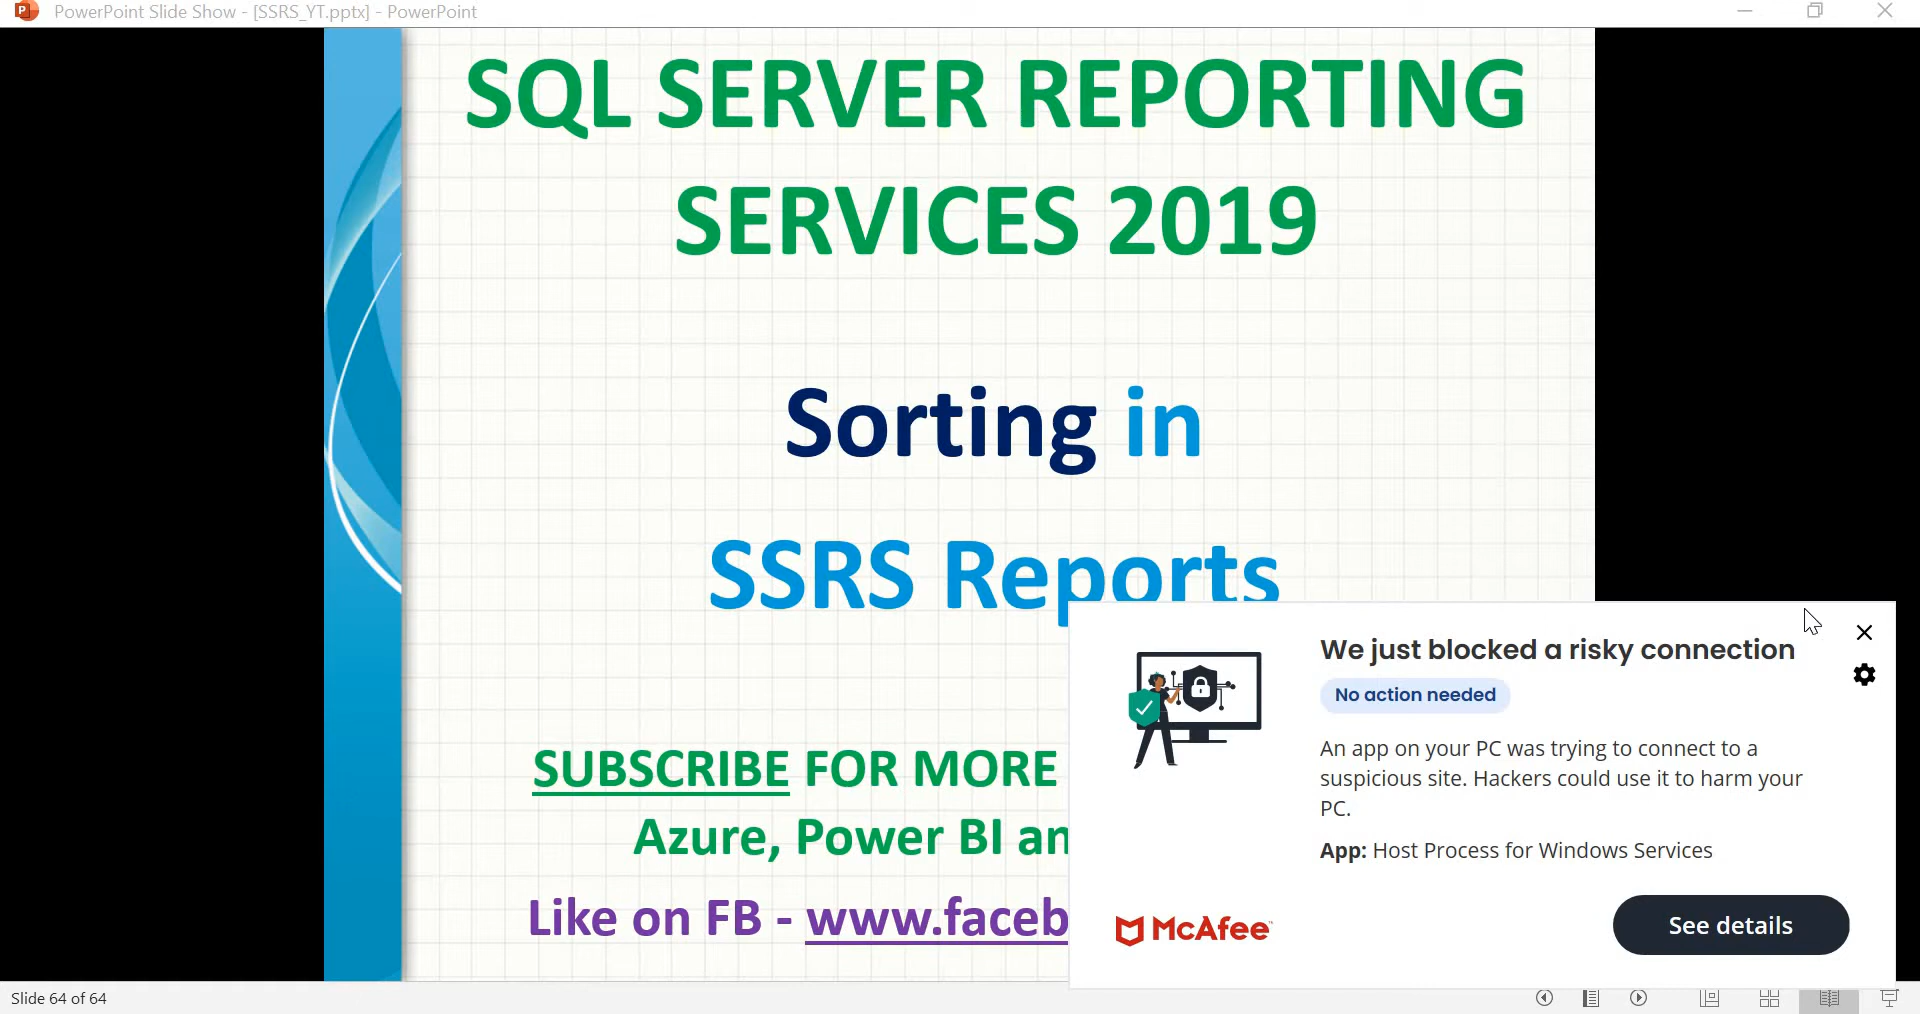 PowerPoint Slide Show - [SSRS_YT.pptx] - PowerPoint
SQL SERVER REPORTING
SERVICES 2019
Sorting in
SSRS Reports
SUBSCRIBE FOR MORE
Azure, Power BI an
Like on FB - www.faceb
We just blocked a risky connection
No action needed
An app on your PC was trying to connect to a
suspicious site. Hackers could use it to harm your
PC.
App: Host Process for Windows Services
McAfee
See details
Slide 64 of 64